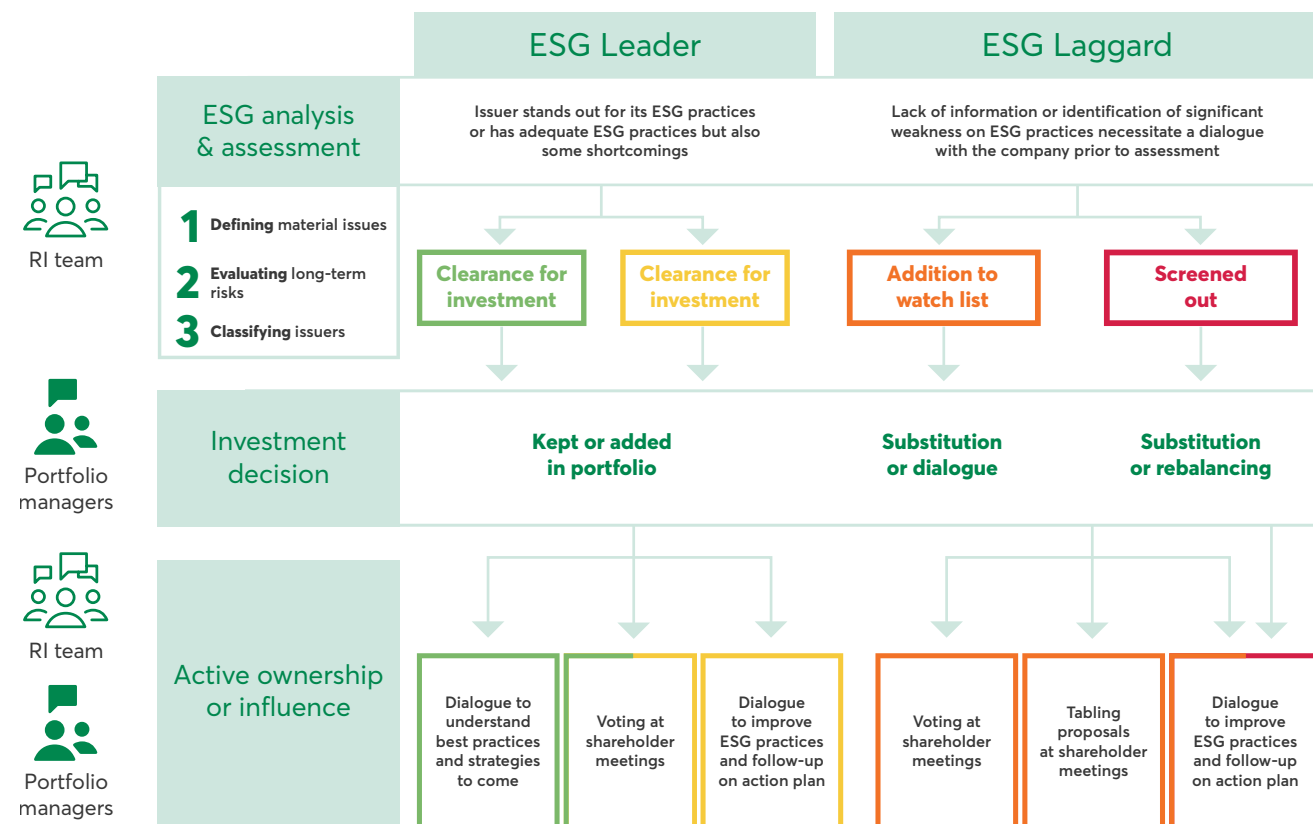 ESG Leader
ESG Laggard
ESG analysis
& assessment
Issuer stands out for its ESG practices
or has adequate ESG practices but also
some shortcomings
Lack of information or identification of significant
weakness on ESG practices necessitate a dialogue
with the company prior to assessment
RI team
1 Defining material issues
2 Evaluating long-term
risks
3 Classifying issuers
Clearance for
investment
Clearance for
investment
Addition to
watch list
Screened
out
Portfolio
managers
Investment
decision
Kept or added
in portfolio
Substitution
or dialogue
Substitution
or rebalancing
RI team
Portfolio
managers
Active ownership
or influence
Dialogue to
understand
best practices
and strategies
to come
Voting at
shareholder
meetings
Dialogue
to improve
ESG practices
and follow-up
on action plan
Voting at
shareholder
meetings
Tabling
proposals
at shareholder
meetings
Dialogue
to improve
ESG practices
and follow-up
on action plan